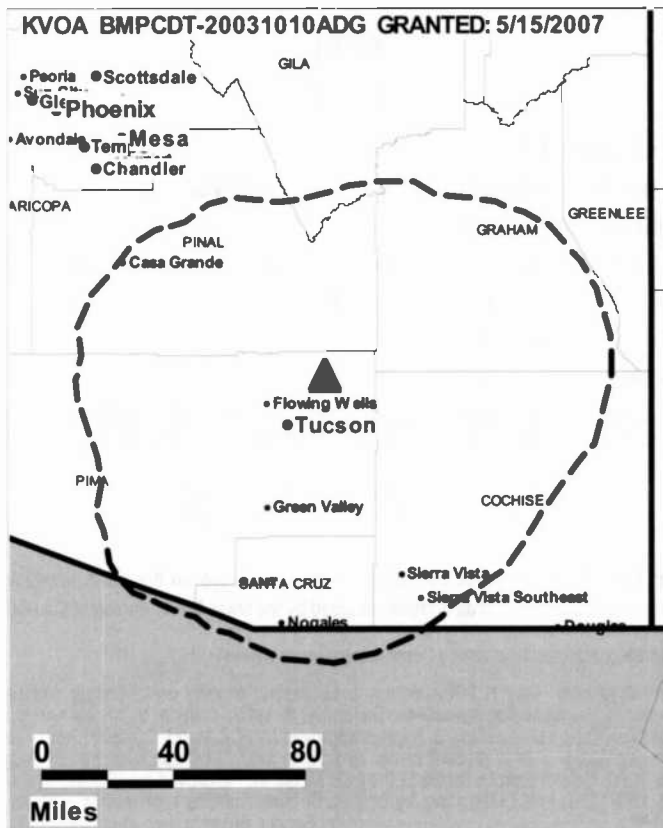 KVOA BMPCDT-20031010ADG GRANTED: 5/15/2007
GILA
Peoria
Scottsdale
Phoenix
Avondale
Mesa
Chandler
ARICOPA
GREENLEE
GRAHAM
PINAL
Casa Grande
Flowing Wells
Tucson
PIMA
COCHISE
Green Valley
SANTA CRUZ
Sierra Vista
Sierra Vista Southeast
Nogales
Douglas
0 40 80
Miles